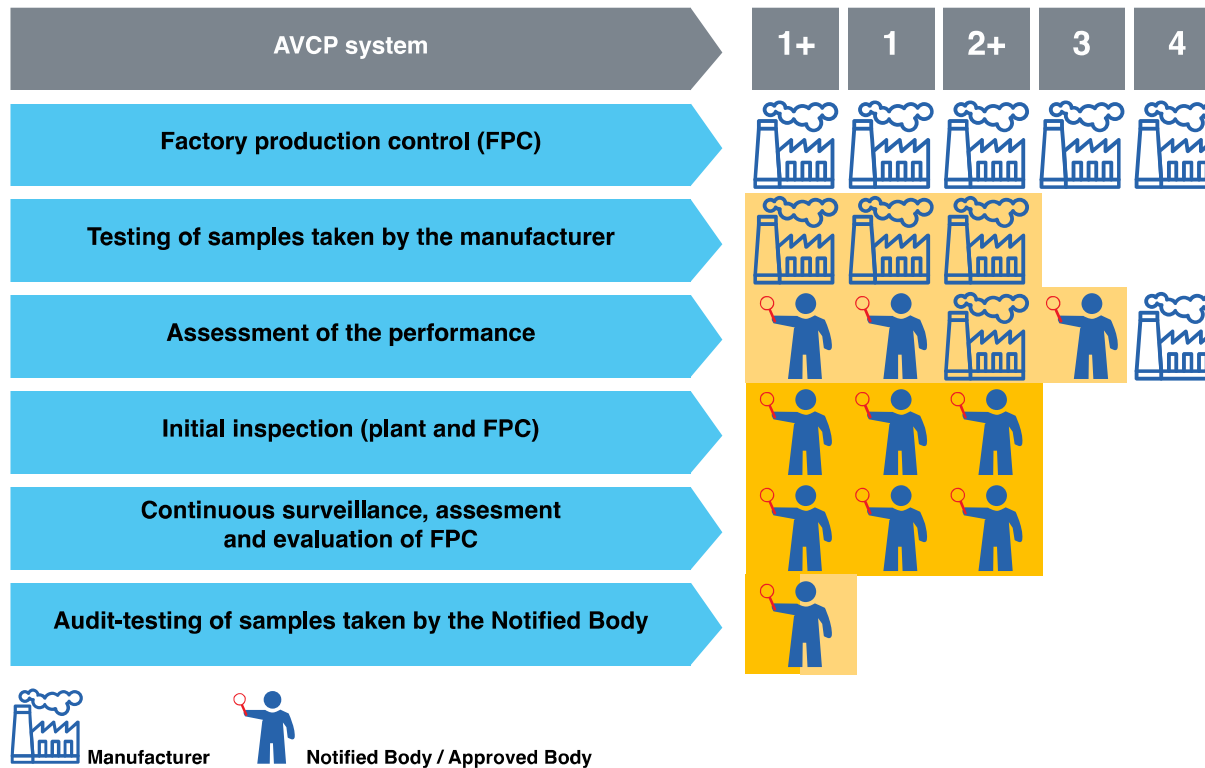 AVCP system
1+
1
2+
3
4
Factory production control (FPC)
Testing of samples taken by the manufacturer
Assessment of the performance
Initial inspection (plant and FPC)
Continuous surveillance, assesment
and evaluation of FPC
Audit-testing of samples taken by the Notified Body
Manufacturer
Notified Body / Approved Body